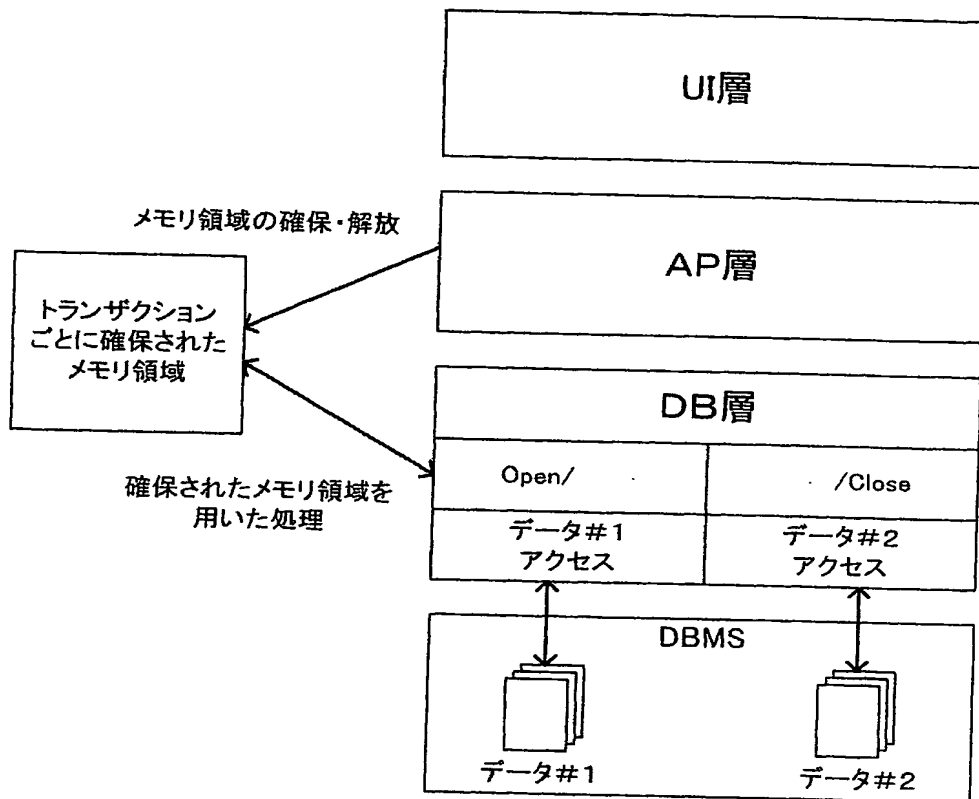 UI層
メモリ領域の確保・解放
AP層
トランザクション
ごとに確保された
メモリ領域
DB層
Open/
/Close
確保されたメモリ領域を
用いた処理
データ#1
アクセス
データ#2
アクセス
DBMS
データ#1
データ#2